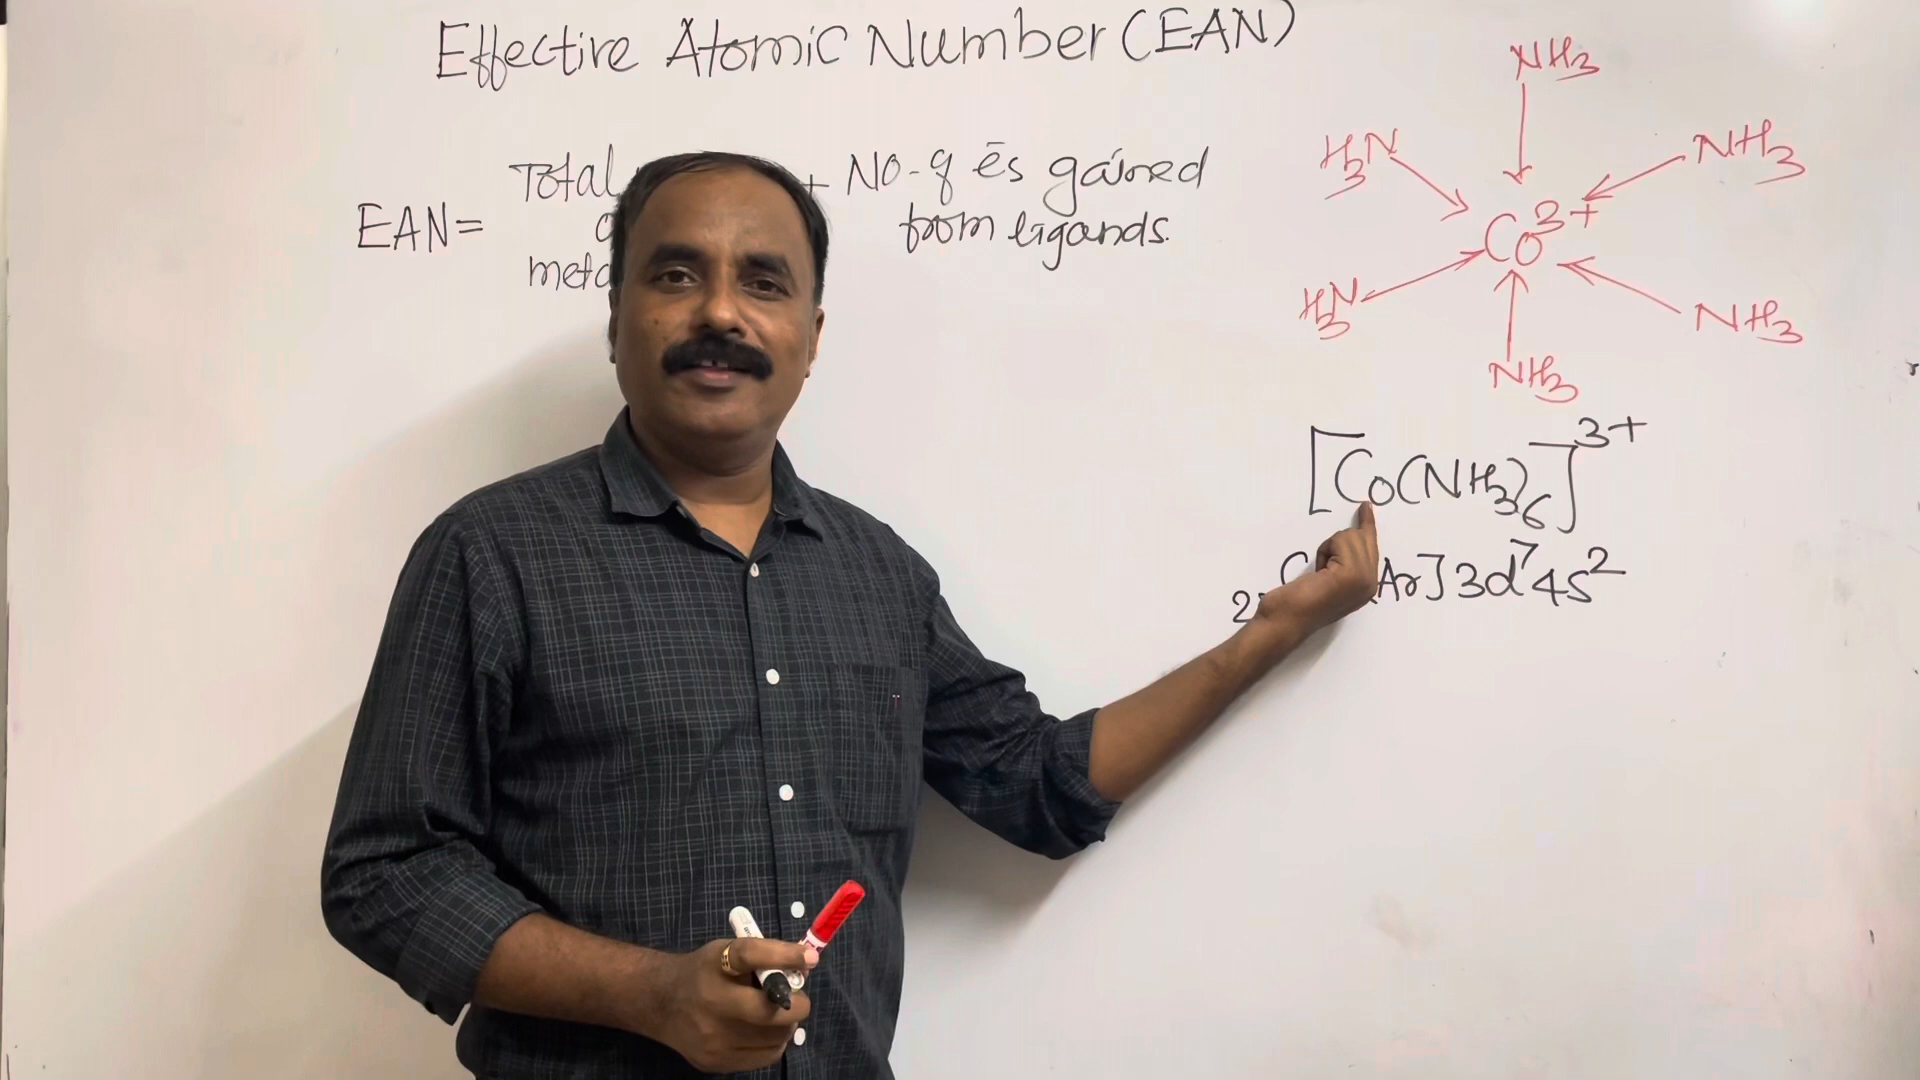 Effective Atomic Number (EAN)
Total + No-of ēs gained
EAN= from ligands.
NH3
H3N NH3
Co3+
H3N NH3
NH3
[Co(NH3)6]3+
[Ar]3d7 4s2